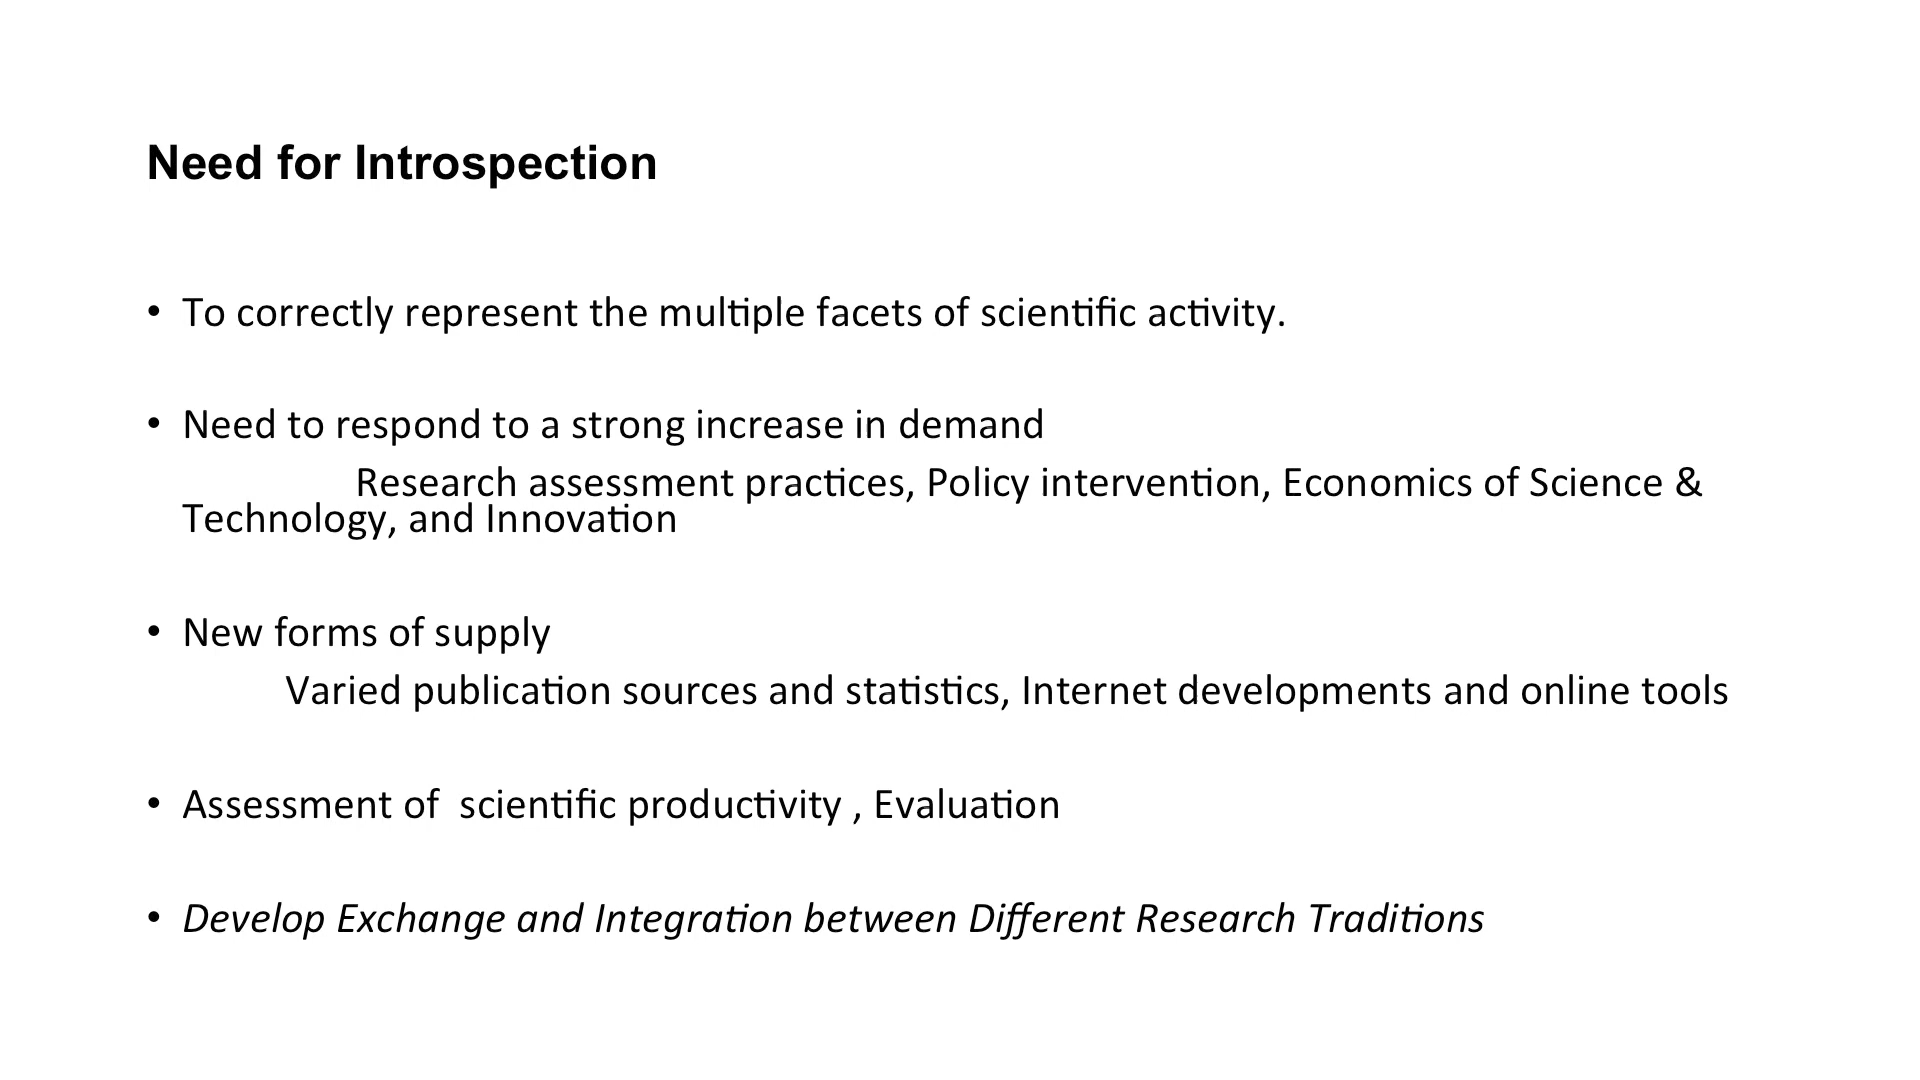 Need for Introspection
• To correctly represent the multiple facets of scientific activity.
• Need to respond to a strong increase in demand
Research assessment practices, Policy intervention, Economics of Science &
Technology, and Innovation
• New forms of supply
Varied publication sources and statistics, Internet developments and online tools
• Assessment of  scientific productivity , Evaluation
• Develop Exchange and Integration between Different Research Traditions